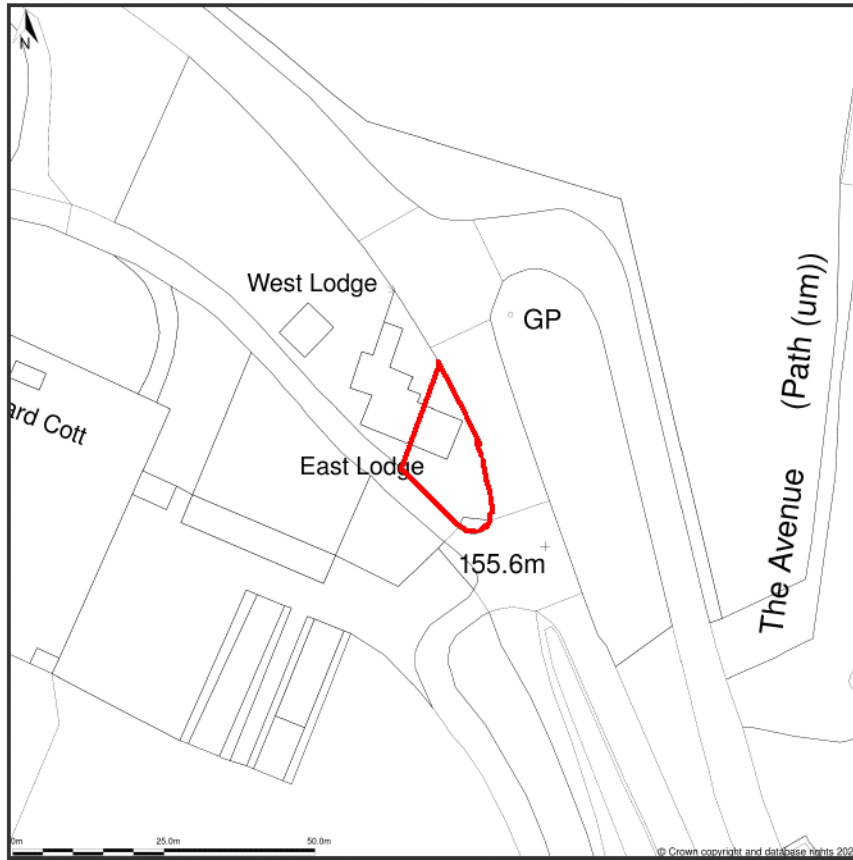 N
West Lodge
GP
(Path (um))
ard Cott
East Lodge
The Avenue
155.6m
0m
25.0m
50.0m
© Crown copyright and database rights 202